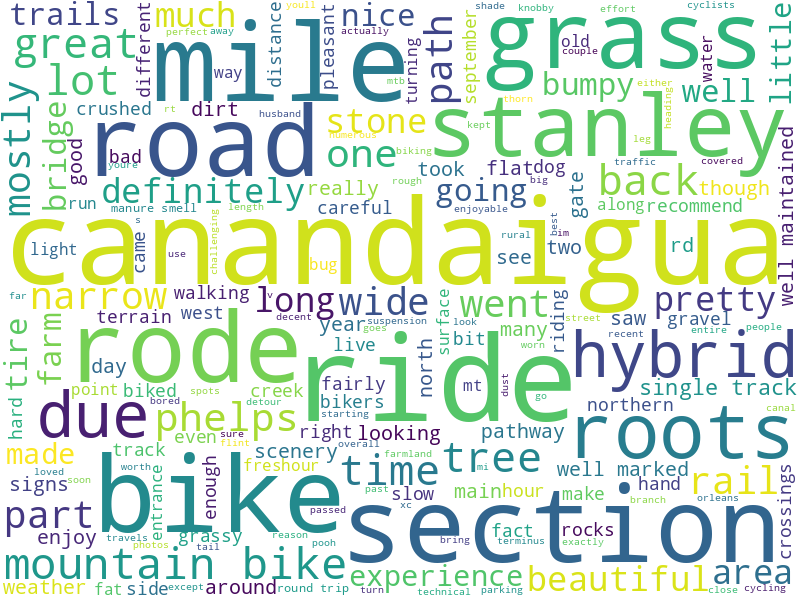 trails
much
different
mile
way
distance
pleasant
youll
perfect
away
nice
actually
turning
mtb
path
shade
knobby
effort
cyclists
september
grass
old
couple
water
either
little
great
lot
bridge
crushed
dirt
rt
husband
stone
numerous
thorn
bumpy
heading
well
mostly
good
road
youre
biking
kept
leg
stanley
bad
one
rough
big
traffic
covered
run
definitely
really
took
flat
dog
back
though
manure smell
length
careful
enjoyable
going
gate
along
recommend
well maintained
canandaigua
light
came
s
use
challenging
bug
im
rural
best
see
two
rd
far
narrow
walking
long
wide
v
decent
suspension
goes
went
look
worn
riding
street
recent
entire
people
pretty
saw
gravel
tire
farm
terrain
west
year
live
north
surface
bit
many
go
day
rode
ride
dust
mt
hybrid
hard
point
biked
spots
bored
creek
detour
fairly
bikers
starting
single track
northern
canal
due
phelps
sure
flint
right
overall
looking
pathway
roots
made
even
track
scenery
time
farmland
tree
well marked
crossings
signs
loved
soon
worth
entrance
bike
enough
freshour
past
mi
slow
main
hour
make
hand
rail
branch
orleans
part
enjoy
travels
grassy
reason
passed
xc
section
fact
rocks
photos
tail
pooh
bring
terminus
exactly
mountain bike
experience
beautiful
area
weather
fat
side
except
around
round trip
turn
technical
parking
close
cycling